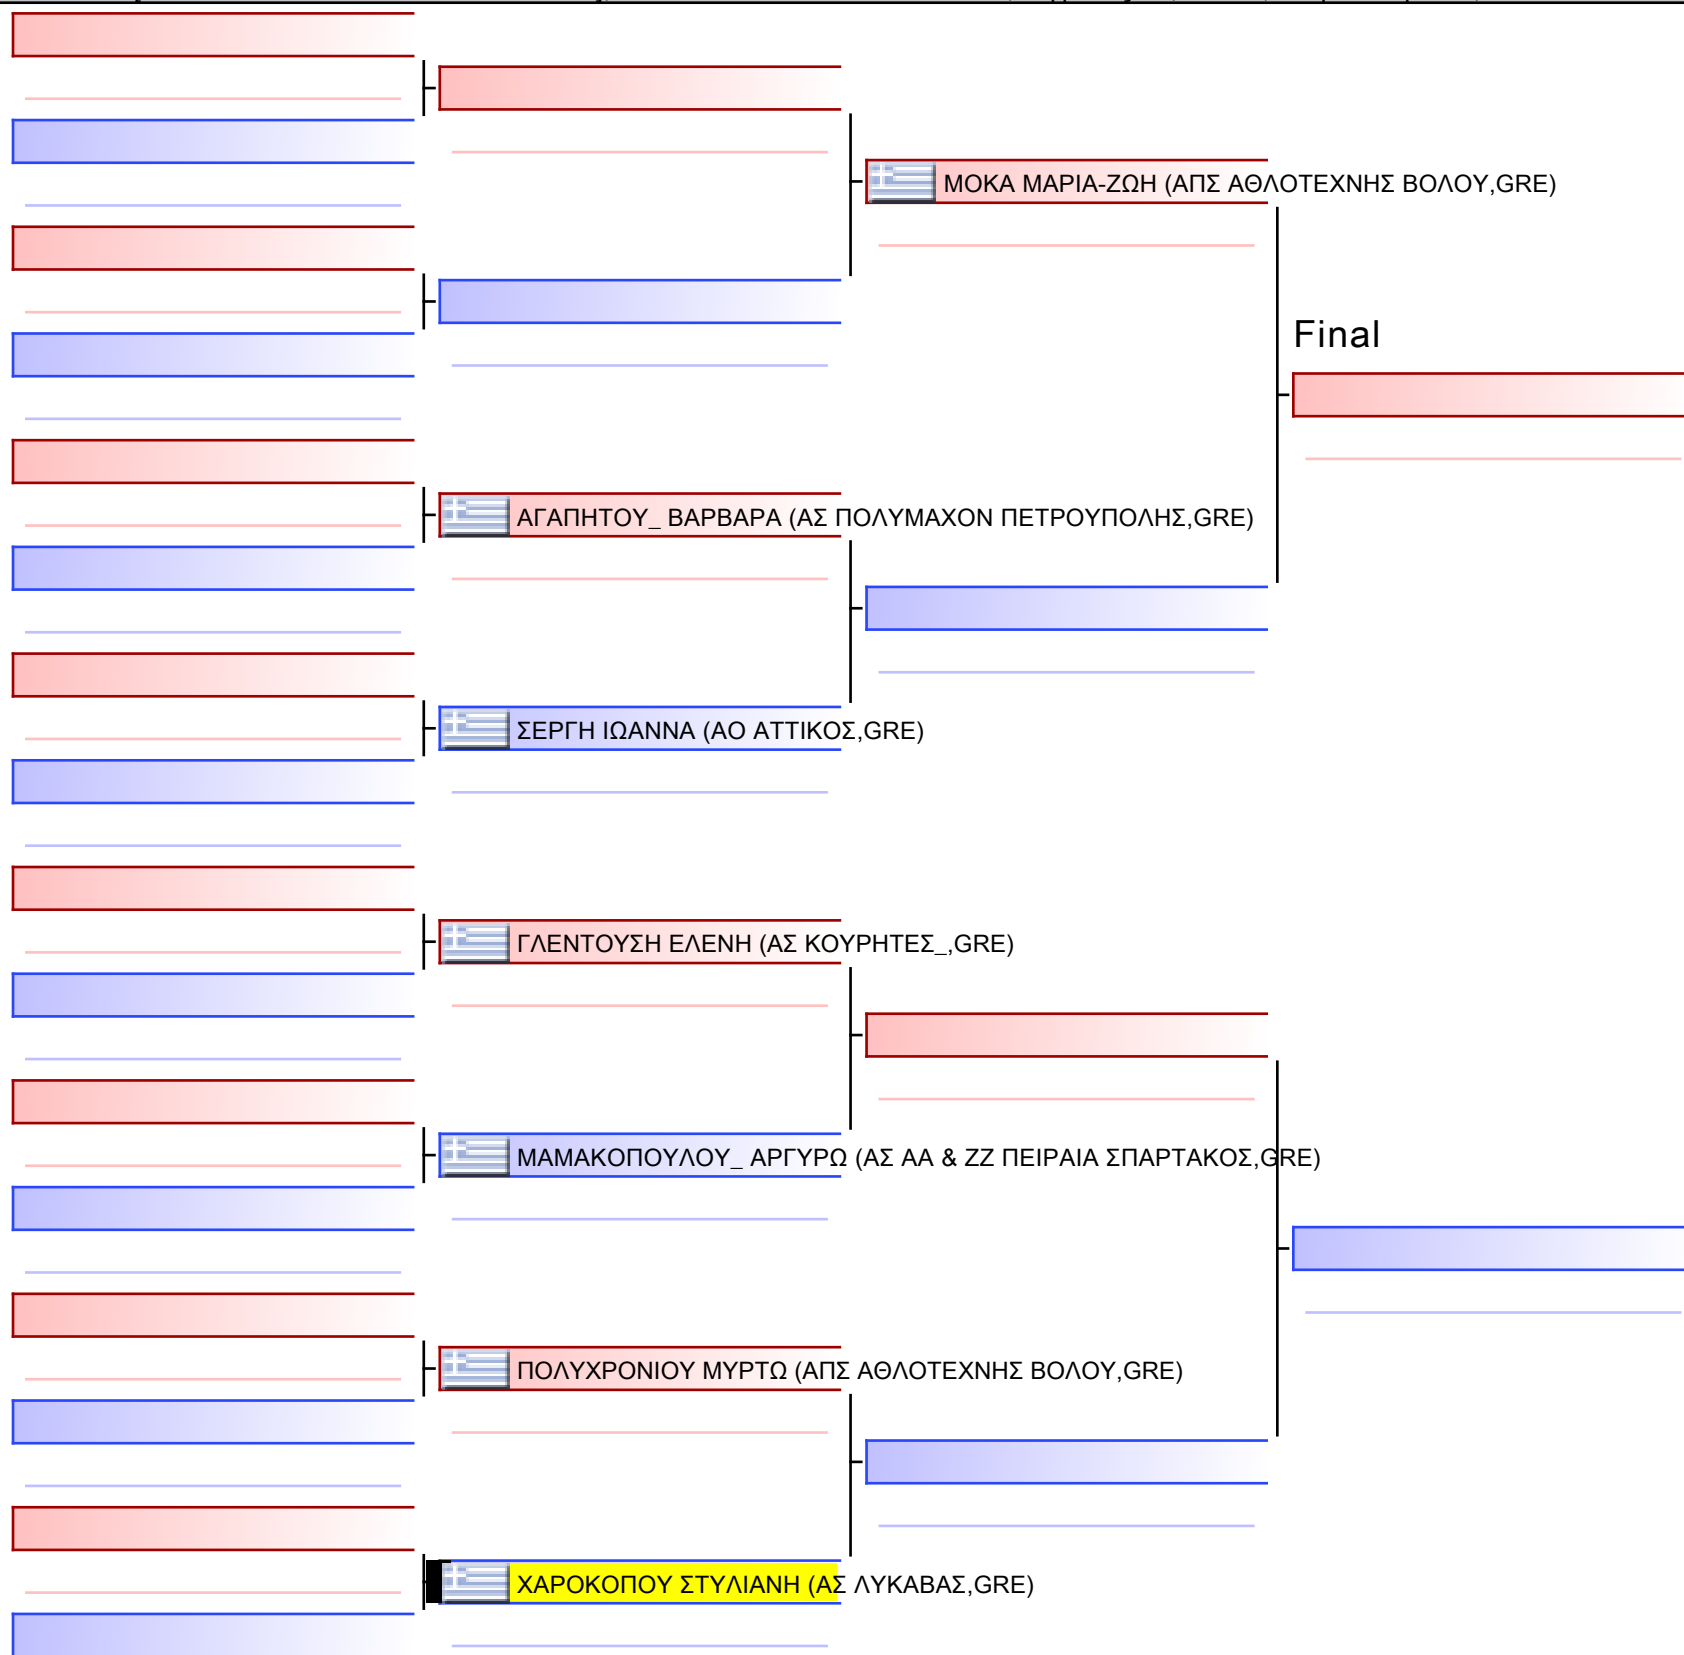 ΜΟΚΑ ΜΑΡΙΑ-ΖΩΗ (ΑΠΣ ΑΘΛΟΤΕΧΝΗΣ ΒΟΛΟΥ,GRE)
Final
ΑΓΑΠΗΤΟΥ_ ΒΑΡΒΑΡΑ (ΑΣ ΠΟΛΥΜΑΧΟΝ ΠΕΤΡΟΥΠΟΛΗΣ,GRE)
ΣΕΡΓΗ ΙΩΑΝΝΑ (ΑΟ ΑΤΤΙΚΟΣ,GRE)
ΓΛΕΝΤΟΥΣΗ ΕΛΕΝΗ (ΑΣ ΚΟΥΡΗΤΕΣ_,GRE)
ΜΑΜΑΚΟΠΟΥΛΟΥ_ ΑΡΓΥΡΩ (ΑΣ ΑΑ & ΖΖ ΠΕΙΡΑΙΑ ΣΠΑΡΤΑΚΟΣ,GRE)
ΠΟΛΥΧΡΟΝΙΟΥ ΜΥΡΤΩ (ΑΠΣ ΑΘΛΟΤΕΧΝΗΣ ΒΟΛΟΥ,GRE)
ΧΑΡΟΚΟΠΟΥ ΣΤΥΛΙΑΝΗ (ΑΣ ΛΥΚΑΒΑΣ,GRE)